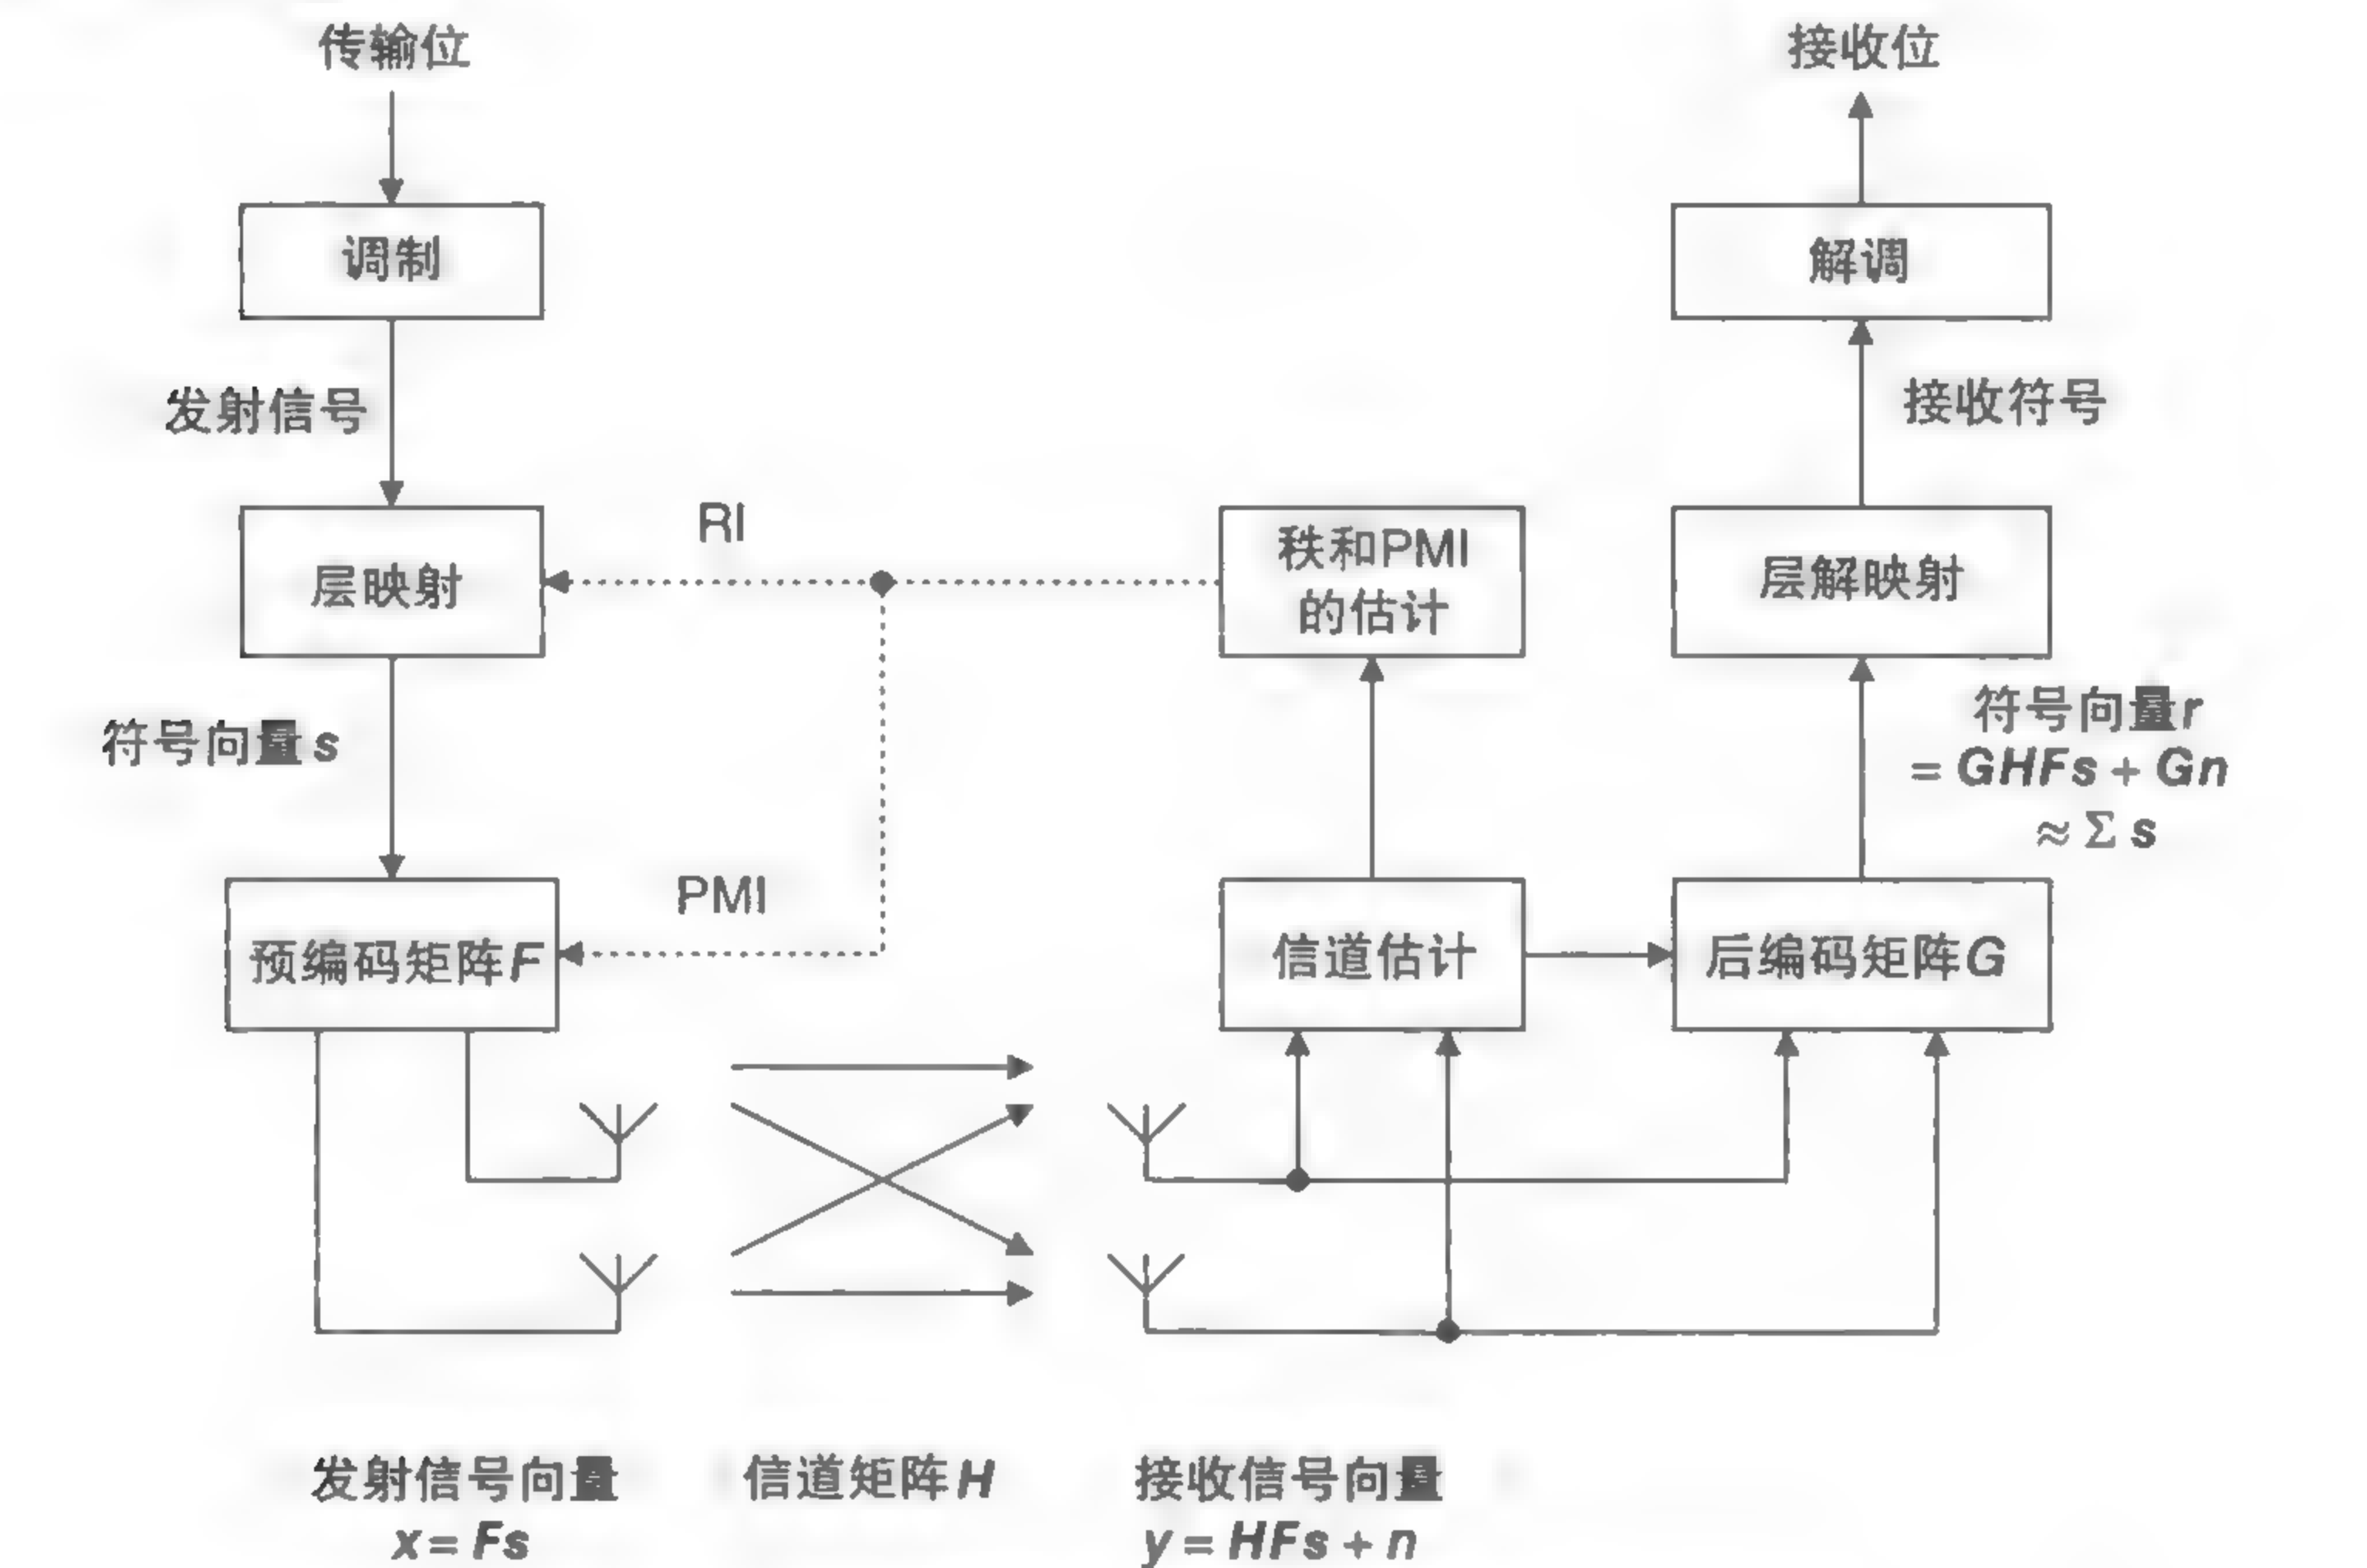 传输位
接收位
调制
解调
发射信号
接收符号
RI
层映射
秩和PMI
的估计
层解映射
符号向量s
符号向量r
= GHFs + Gn
≈ Σ s
PMI
预编码矩阵F
信道估计
后编码矩阵G
发射信号向量
x = Fs
信道矩阵H
接收信号向量
y = HFs + n